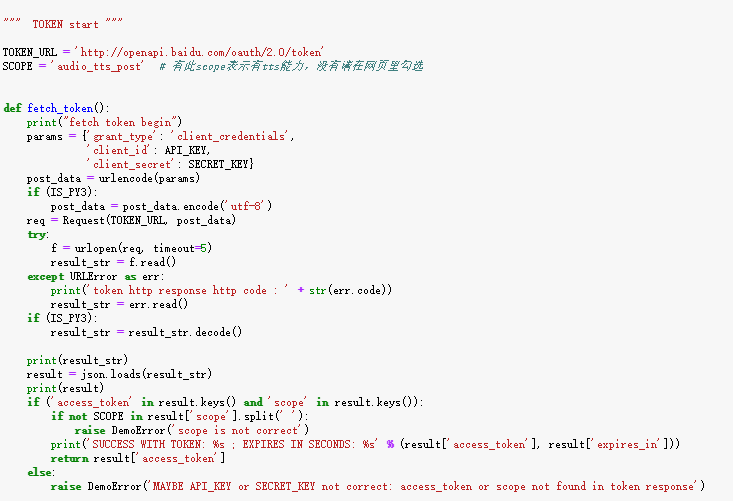 """ TOKEN start """
TOKEN_URL = 'http://openapi.baidu.com/oauth/2.0/token'
SCOPE = 'audio_tts_post' # 有此scope表示有tts能力，没有请在网页里勾选
def fetch_token():
    print("fetch token begin")
    params = {'grant_type': 'client_credentials',
              'client_id': API_KEY,
              'client_secret': SECRET_KEY}
    post_data = urlencode(params)
    if (IS_PY3):
        post_data = post_data.encode('utf-8')
    req = Request(TOKEN_URL, post_data)
    try:
        f = urlopen(req, timeout=5)
        result_str = f.read()
    except URLError as err:
        print('token http response http code : ' + str(err.code))
        result_str = err.read()
    if (IS_PY3):
        result_str = result_str.decode()
    print(result_str)
    result = json.loads(result_str)
    print(result)
    if ('access_token' in result.keys() and 'scope' in result.keys()):
        if not SCOPE in result['scope'].split(' '):
            raise DemoError('scope is not correct')
        print('SUCCESS WITH TOKEN: %s ; EXPIRES IN SECONDS: %s' % (result['access_token'], result['expires_in']))
        return result['access_token']
    else:
        raise DemoError('MAYBE API_KEY or SECRET_KEY not correct: access_token or scope not found in token response')